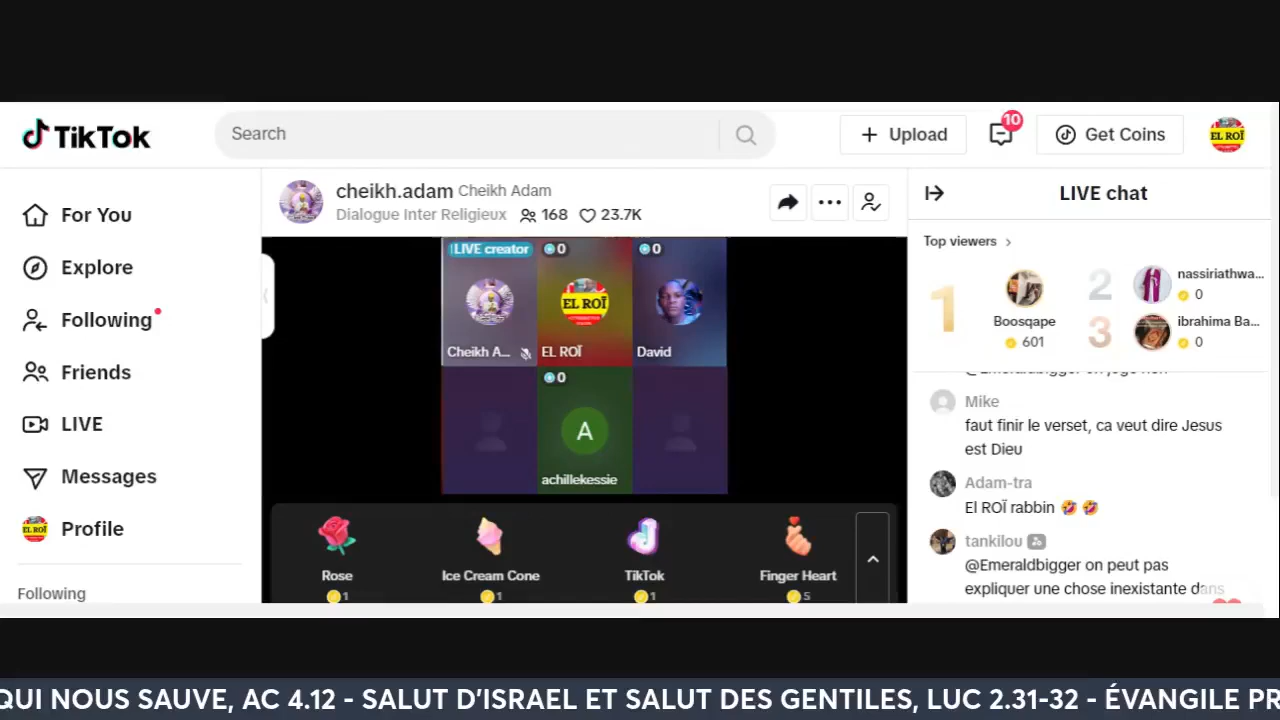 TikTok
Search
Upload
10
Get Coins
EL ROÏ
For You
Explore
Following
Friends
LIVE
Messages
EL ROÏ
Profile
Following
cheikh.adam Cheikh Adam
Dialogue Inter Religieux 168 23.7K
LIVE creator
0
0
EL ROÏ
Cheikh A...
EL ROÏ
David
0
A
achillekessie
Rose
1
Ice Cream Cone
1
TikTok
1
Finger Heart
5
LIVE chat
Top viewers
1
Boosqape
601
2
nassiriathwa...
0
3
ibrahima Ba...
0
Mike
faut finir le verset, ca veut dire Jesus
est Dieu
Adam-tra
El ROÏ rabbin 🤣 🤣
tankilou
@Emeraldbigger on peut pas
expliquer une chose inexistante dans
QUI NOUS SAUVE, AC 4.12 - SALUT D'ISRAEL ET SALUT DES GENTILES, LUC 2.31-32 - ÉVANGILE PR